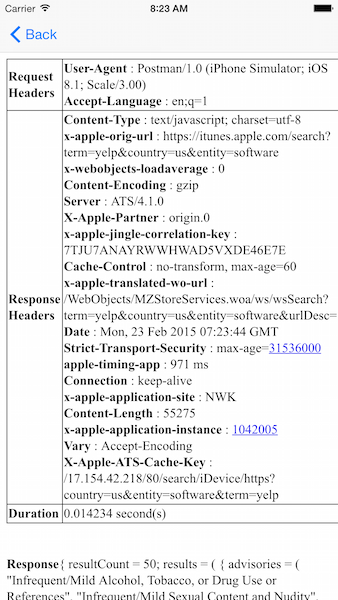 Carrier 8:23 AM
Back
Request Headers
User-Agent : Postman/1.0 (iPhone Simulator; iOS
8.1; Scale/3.00)
Accept-Language : en;q=1
Response Headers
Content-Type : text/javascript; charset=utf-8
x-apple-orig-url : https://itunes.apple.com/search?
term=yelp&country=us&entity=software
x-webobjects-loadaverage : 0
Content-Encoding : gzip
Server : ATS/4.1.0
X-Apple-Partner : origin.0
x-apple-jingle-correlation-key :
7TJU7ANAYRWWHWAD5VXDE46E7E
Cache-Control : no-transform, max-age=60
x-apple-translated-wo-url :
/WebObjects/MZStoreServices.woa/ws/wsSearch?
term=yelp&country=us&entity=software&urlDesc=
Date : Mon, 23 Feb 2015 07:23:44 GMT
Strict-Transport-Security : max-age=31536000
apple-timing-app : 971 ms
Connection : keep-alive
x-apple-application-site : NWK
Content-Length : 55275
x-apple-application-instance : 1042005
Vary : Accept-Encoding
X-Apple-ATS-Cache-Key :
/17.154.42.218/80/search/iDevice/https?
country=us&entity=software&term=yelp
Duration 0.014234 second(s)
Response{ resultCount = 50; results = ( { advisories = (
"Infrequent/Mild Alcohol, Tobacco, or Drug Use or
References", "Infrequent/Mild Sexual Content and Nudity",